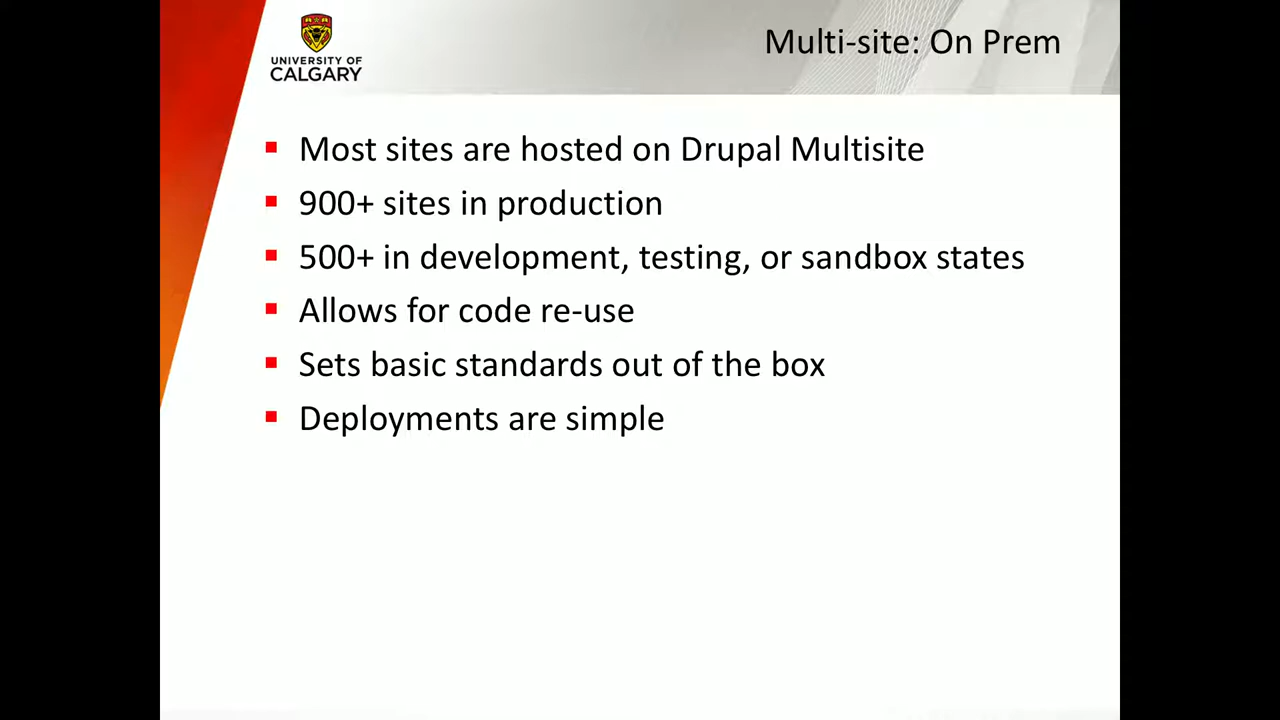 UNIVERSITY OF
CALGARY
Multi-site: On Prem
Most sites are hosted on Drupal Multisite
900+ sites in production
500+ in development, testing, or sandbox states
Allows for code re-use
Sets basic standards out of the box
Deployments are simple